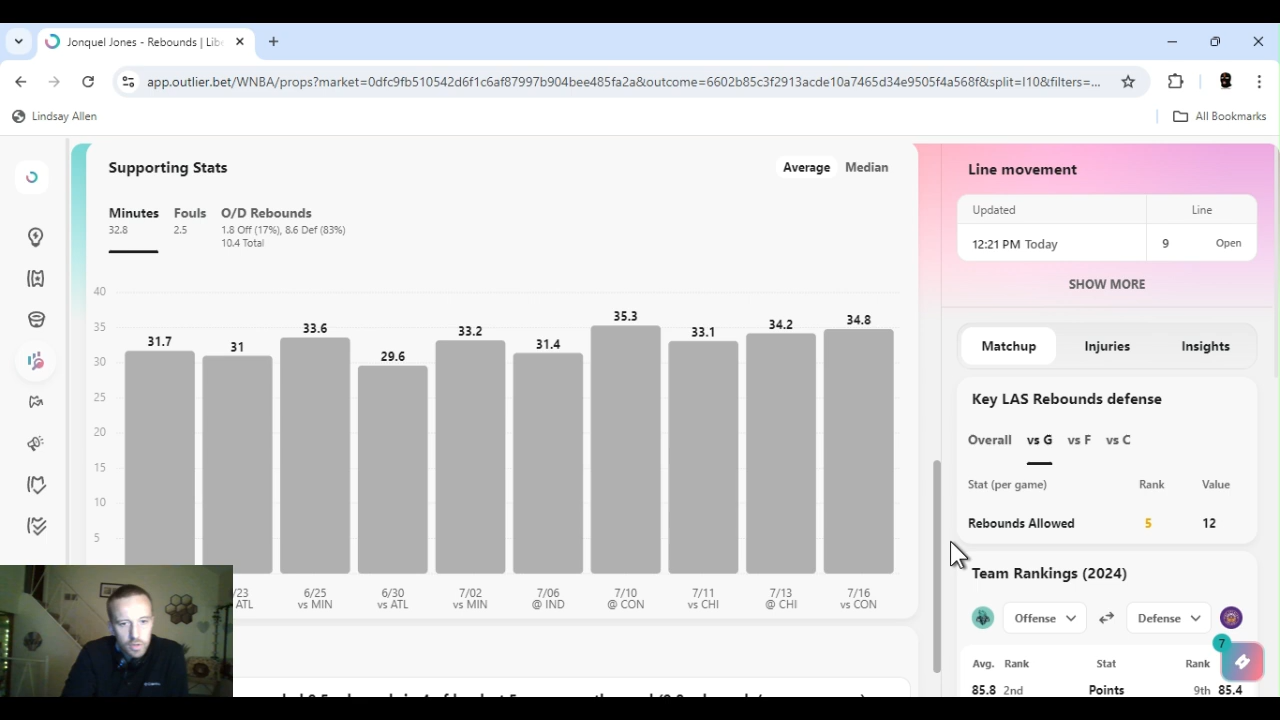 Jonquel Jones - Rebounds | Lib
app.outlier.bet/WNBA/props?market=0dfc9fb510542d6f1c6af87997b904bee485fa2a&outcome=6602b85c3f2913acde10a7465d34e9505f4a568f&split=l10&filters=...
Lindsay Allen
All Bookmarks
Supporting Stats
Average Median
Minutes Fouls O/D Rebounds
32.8 2.5 1.8 Off (17%), 8.6 Def (83%)
10.4 Total
40
35
30
25
20
15
10
5
31.7 31 33.6 29.6 33.2 31.4 35.3 33.1 34.2 34.8
/23 6/25 6/30 7/02 7/06 7/10 7/11 7/13 7/16
ATL vs MIN vs ATL vs MIN @ IND @ CON vs CHI @ CHI vs CON
Line movement
Updated Line
12:21 PM Today 9 Open
SHOW MORE
Matchup Injuries Insights
Key LAS Rebounds defense
Overall vs G vs F vs C
Stat (per game) Rank Value
Rebounds Allowed 5 12
Team Rankings (2024)
Offense Defense
7
Avg. Rank Stat Rank
85.8 2nd Points 9th 85.4